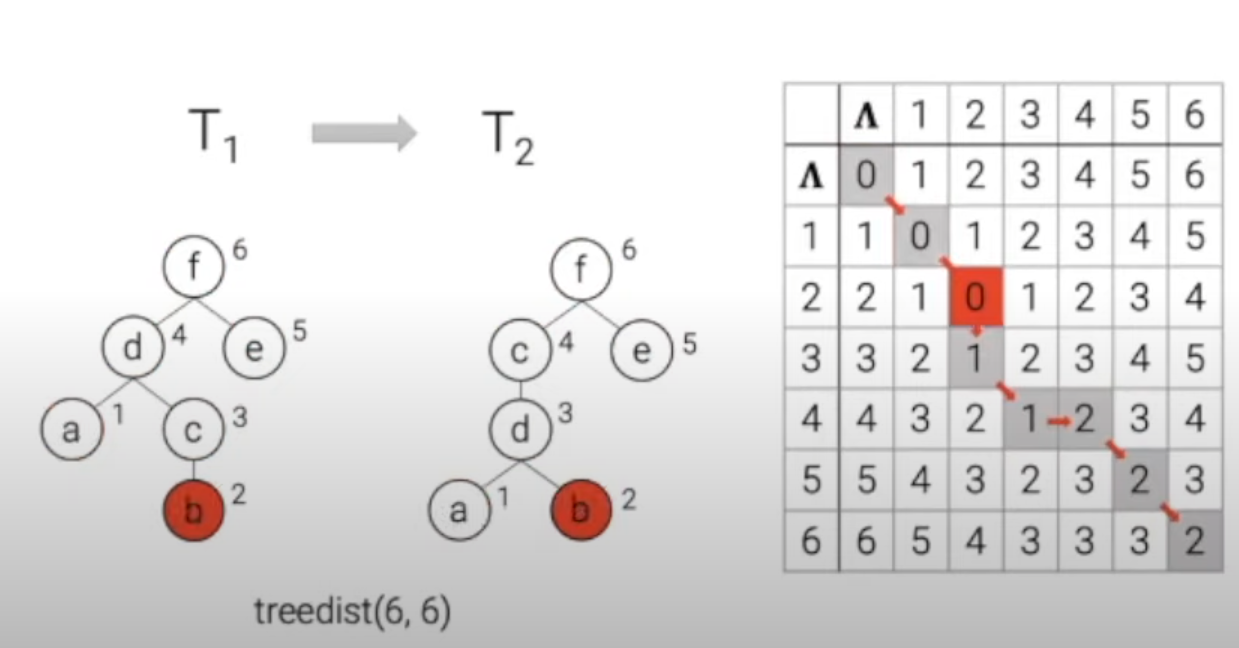 T₁ T₂
f 6
d 4 e 5
a 1 c 3
b 2
f 6
c 4 e 5
d 3
a 1 b 2
treedist(6, 6)
Λ 1 2 3 4 5 6
Λ 0 1 2 3 4 5 6
1 1 0 1 2 3 4 5
2 2 1 0 1 2 3 4
3 3 2 1 2 3 4 5
4 4 3 2 1 2 3 4
5 5 4 3 2 3 2 3
6 6 5 4 3 3 3 2